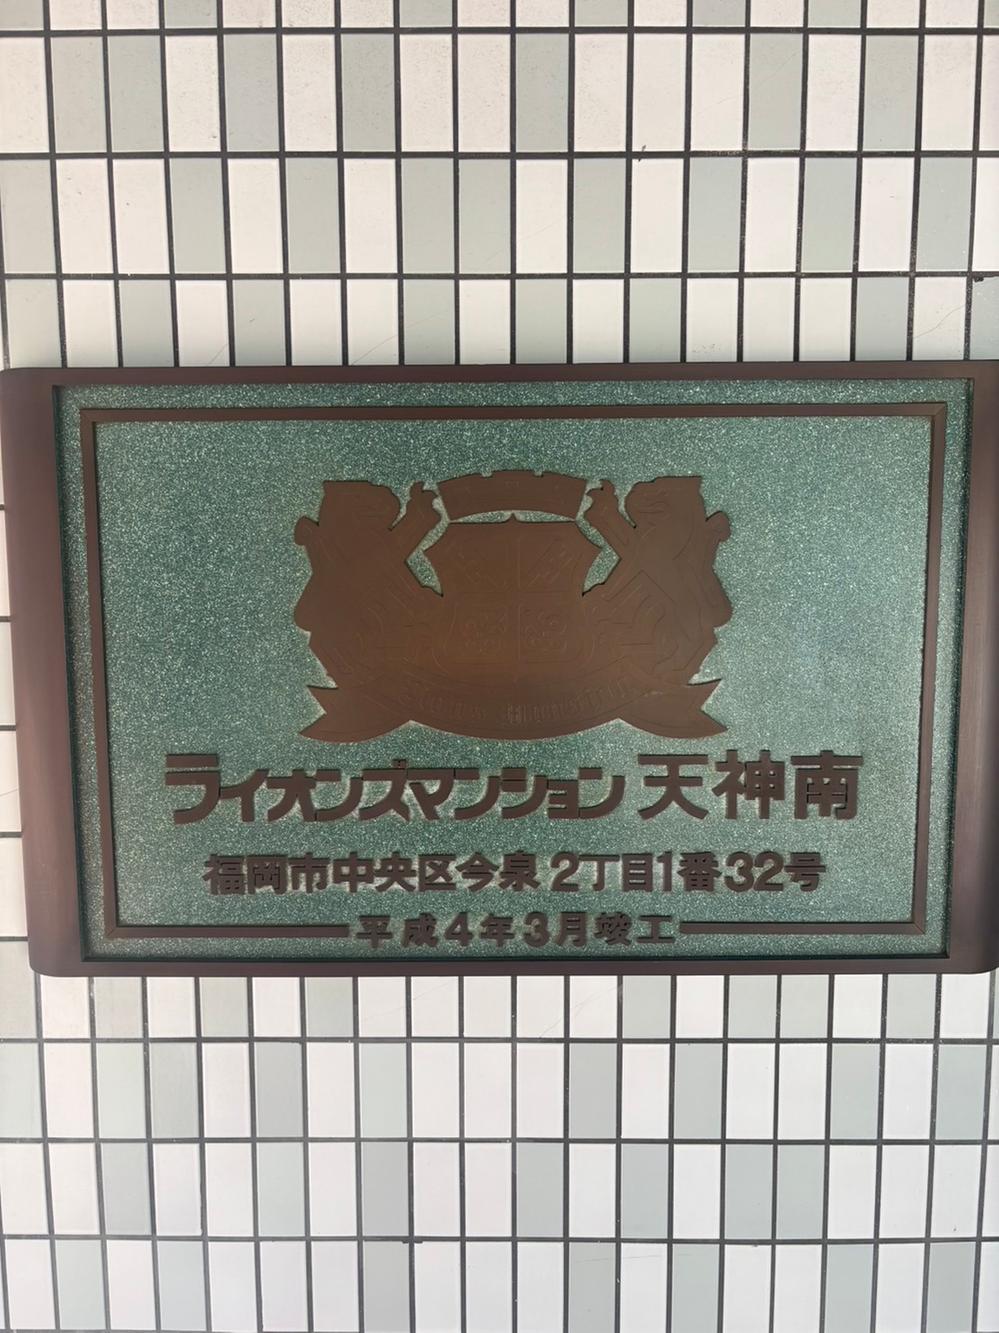 ライオンズマンション天神南
福岡市中央区今泉2丁目1番32号
平成4年3月竣工